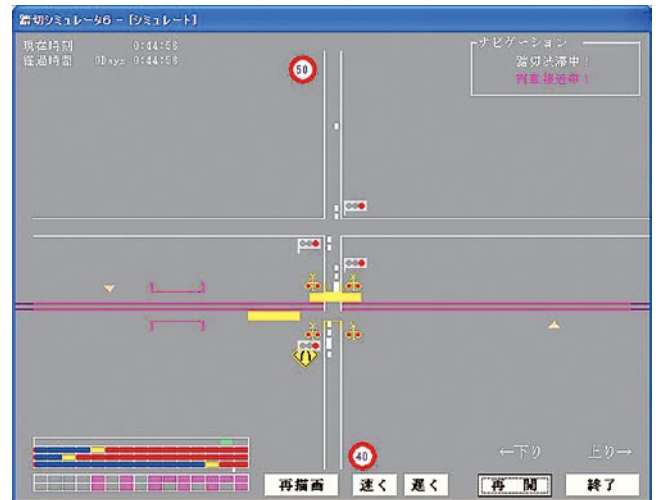 踏切シミュレータ6 - [シミュレート]
現在時刻 0:44:58
経過時間 0Days 0:44:58
ナビゲーション
踏切渋滞中！
列車接近中！
50
40
←下り 上り→
再描画
速く
遅く
再 開
終了